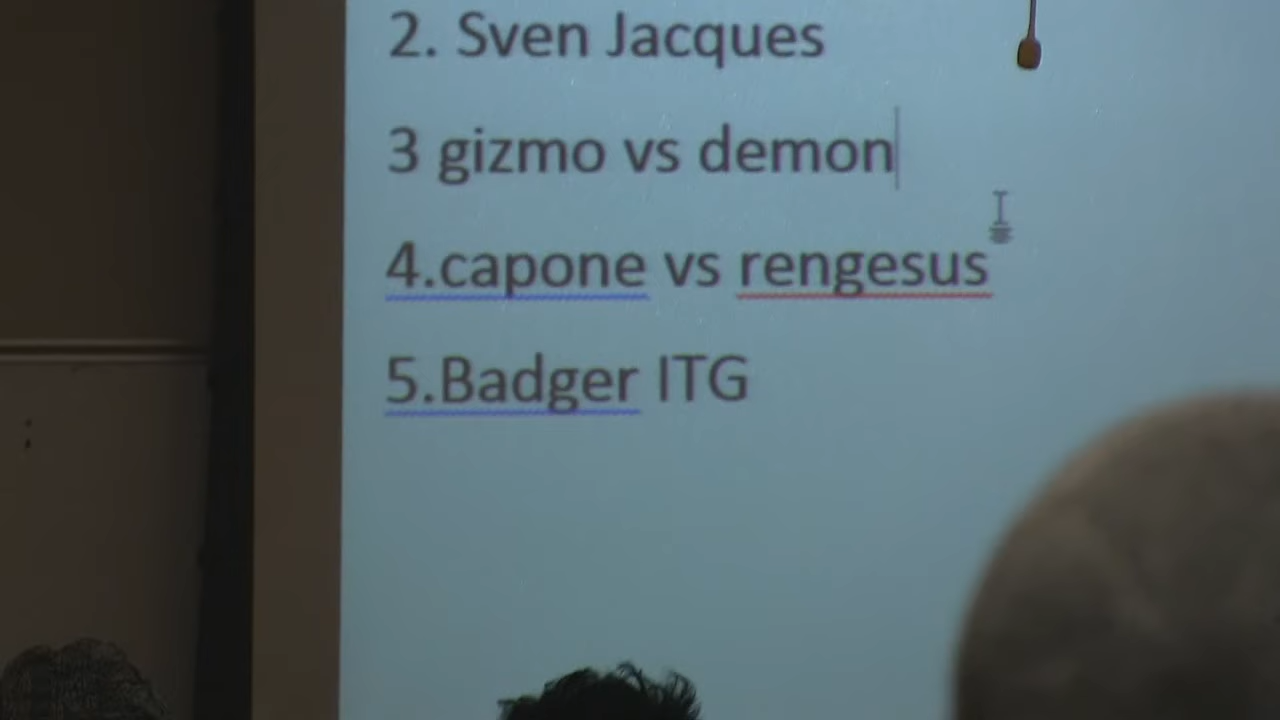 2. Sven Jacques
3 gizmo vs demon
4.capone vs rengesus
5.Badger ITG